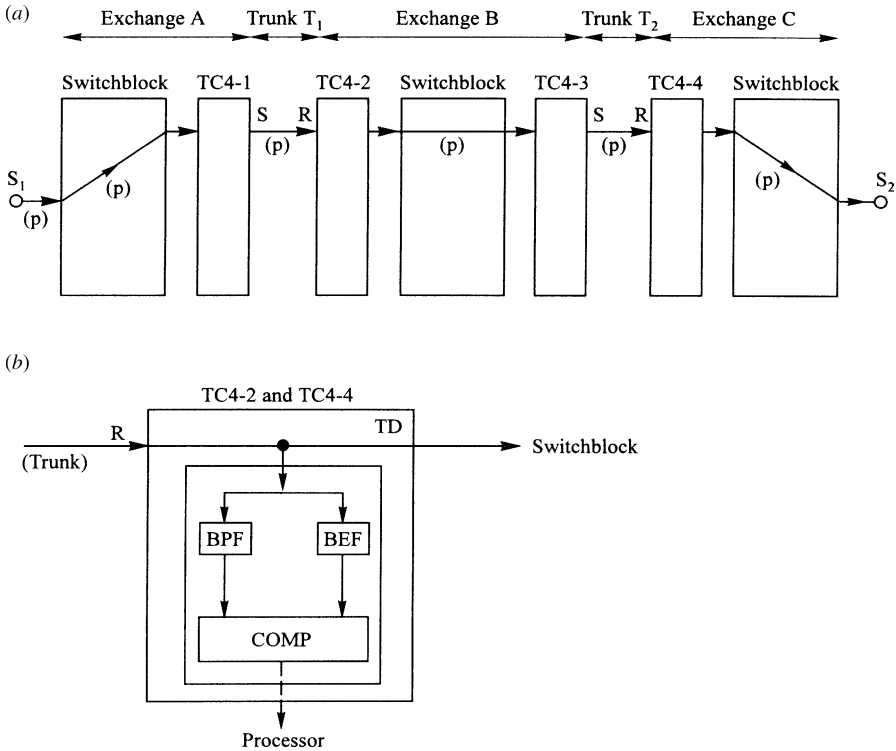 (a)
Exchange A Trunk T1 Exchange B Trunk T2 Exchange C
Switchblock TC4-1 TC4-2 Switchblock TC4-3 TC4-4 Switchblock
S R S R
(p) (p) (p)
S1 (p) (p) S2
(p)
(b)
TC4-2 and TC4-4
R TD
(Trunk) Switchblock
BPF BEF
COMP
Processor